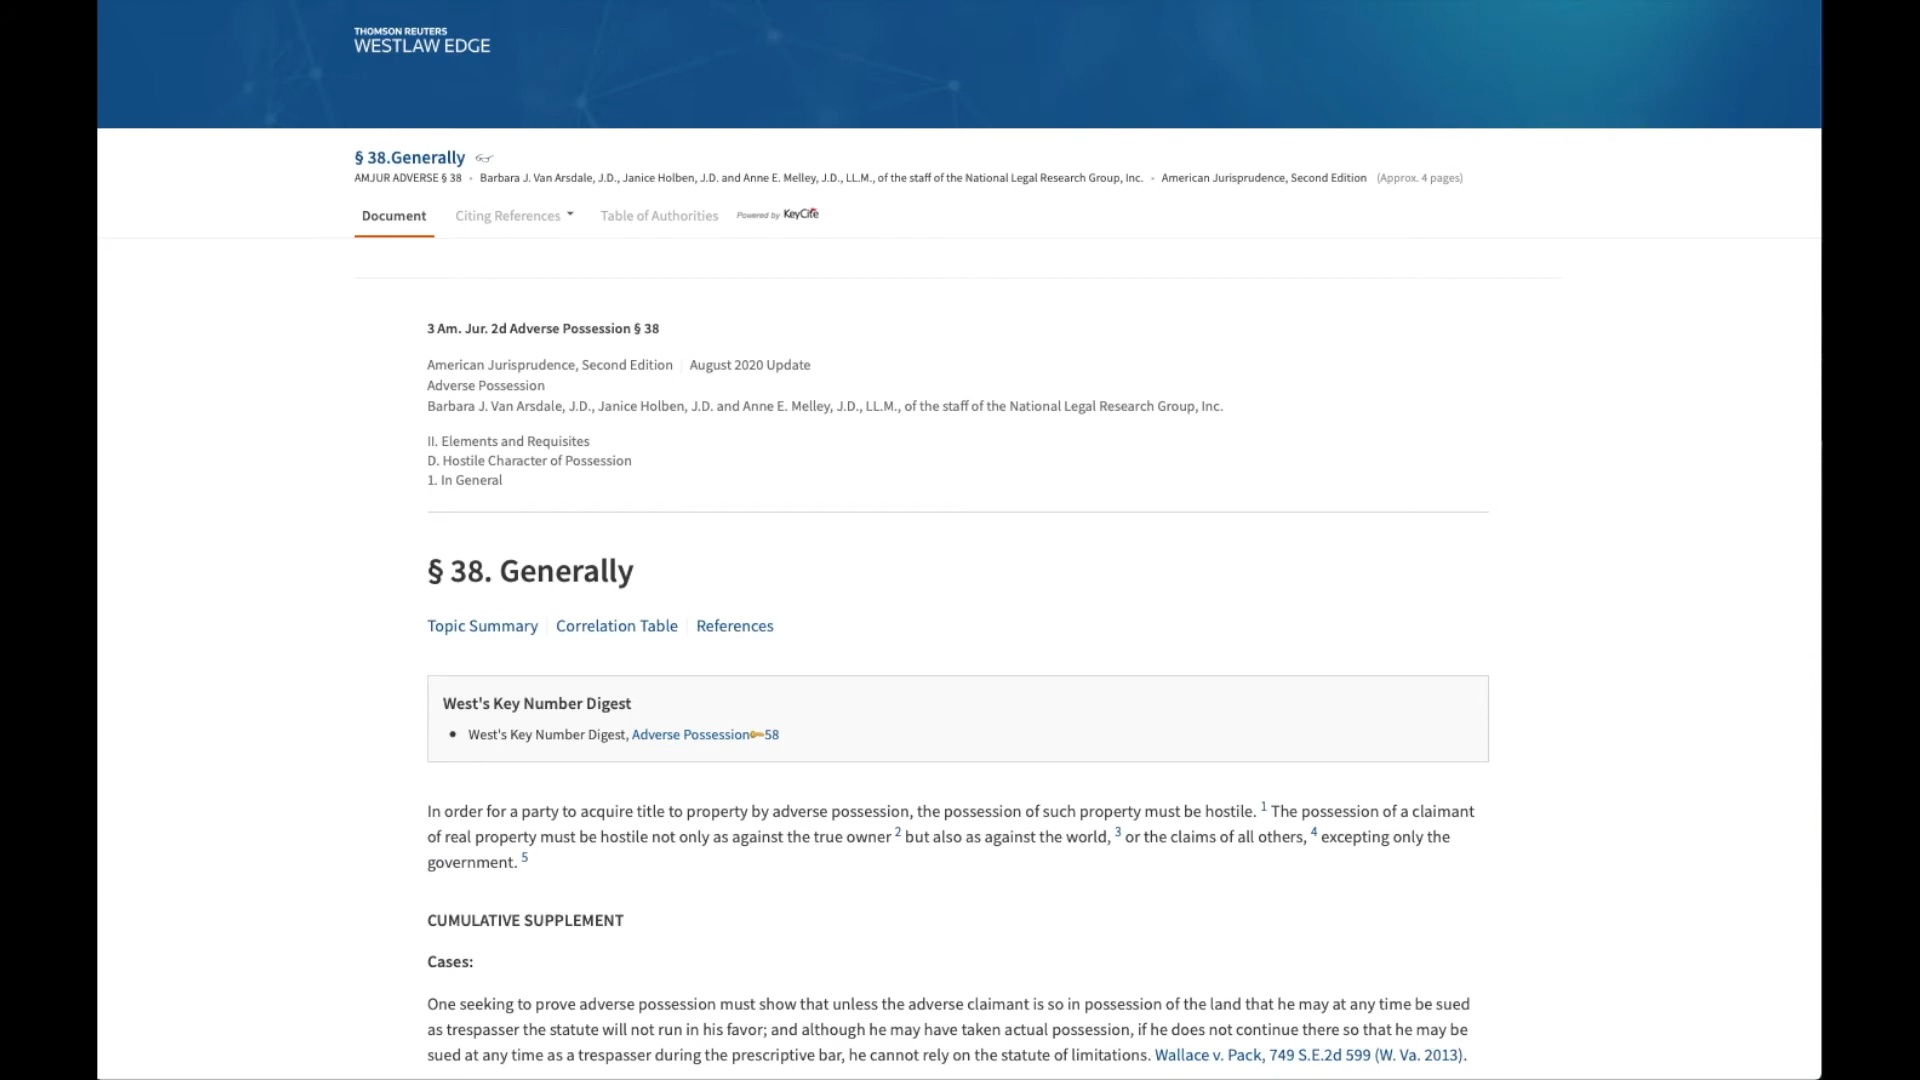 THOMSON REUTERS
WESTLAW EDGE
§ 38.Generally
AMJUR ADVERSE § 38 • Barbara J. Van Arsdale, J.D., Janice Holben, J.D. and Anne E. Melley, J.D., LL.M., of the staff of the National Legal Research Group, Inc. • American Jurisprudence, Second Edition (Approx. 4 pages)
Document Citing References Table of Authorities Powered by KeyCite
3 Am. Jur. 2d Adverse Possession § 38
American Jurisprudence, Second Edition | August 2020 Update
Adverse Possession
Barbara J. Van Arsdale, J.D., Janice Holben, J.D. and Anne E. Melley, J.D., LL.M., of the staff of the National Legal Research Group, Inc.
II. Elements and Requisites
D. Hostile Character of Possession
1. In General
§ 38. Generally
Topic Summary | Correlation Table | References
West's Key Number Digest
• West's Key Number Digest, Adverse Possession 58
In order for a party to acquire title to property by adverse possession, the possession of such property must be hostile. 1 The possession of a claimant
of real property must be hostile not only as against the true owner 2 but also as against the world, 3 or the claims of all others, 4 excepting only the
government. 5
CUMULATIVE SUPPLEMENT
Cases:
One seeking to prove adverse possession must show that unless the adverse claimant is so in possession of the land that he may at any time be sued
as trespasser the statute will not run in his favor; and although he may have taken actual possession, if he does not continue there so that he may be
sued at any time as a trespasser during the prescriptive bar, he cannot rely on the statute of limitations. Wallace v. Pack, 749 S.E.2d 599 (W. Va. 2013).